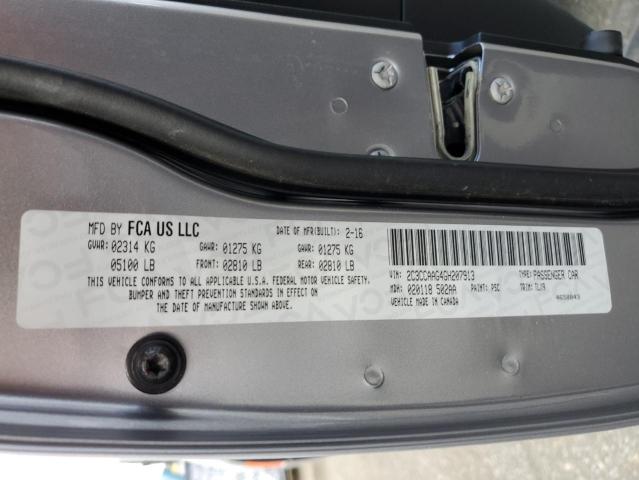 MFD BY FCA US LLC DATE OF MFR(BUILT): 2-16
GVWR: 02314 KG GAWR: 01275 KG GAWR: 01275 KG
05100 LB FRONT: 02810 LB REAR: 02810 LB
THIS VEHICLE CONFORMS TO ALL APPLICABLE U.S.A. FEDERAL MOTOR VEHICLE SAFETY,
BUMPER AND THEFT PREVENTION STANDARDS IN EFFECT ON
THE DATE OF MANUFACTURE SHOWN ABOVE.
VIN: 2C3CCAAG4GH207913 TYPE: PASSENGER CAR
MDH: 020118 502AA PAINT: PSC TRIM: TLJ9
VEHICLE MADE IN CANADA 4650043